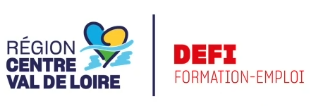 RÉGION
CENTRE
VAL DE LOIRE
DEFI
FORMATION-EMPLOI